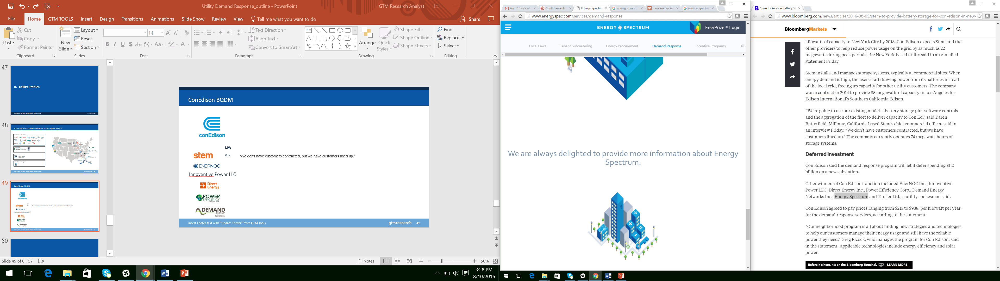 Utility Demand Response_outline - PowerPoint
GTM Research Analyst
File Home GTM TOOLS Insert Design Transitions Animations Slide Show Review View Tell me what you want to do Share
Paste
Cut
Copy
Format Painter
Clipboard
New
Slide
Layout
Reset
Section
Slides
14
Font
Text Direction
Align Text
Convert to SmartArt
Paragraph
Arrange
Quick
Styles
Shape Fill
Shape Outline
Shape Effects
Drawing
Find
Replace
Select
Editing
47
8. Utility Profiles
48
USA map top 25:Utilities covered in the report by type
49
ConEdison BQDM
50
ConEdison BQDM
conEdison
MW
stem 857 “We don’t have customers contracted, but we have customers lined up.”
ENERNOC
Innoventive Power LLC
Direct
Energy.
POWER
EFFICIENCY
CORPORATION
DEMAND
energy
Take charge.
Insert Footer text with “Update Footer” from GTM Tools
gtmresearch 49
Slide 49 of 0 .. 57
Notes
50%
3:28 PM
8/10/2016
Aug. 10 - ConE
ConEd awards
Energy Spectru
energy spectru
Innoventive Po
energy spectru
www.energyspec.com/services/demand-response
ENERGY SPECTRUM
EnerPrize ® Login
Local Laws Tenant Submetering Energy Procurement Demand Response Incentive Programs Bill
We are always delighted to provide more information about Energy
Spectrum.
Stem to Provide Battery S
www.bloomberg.com/news/articles/2016-08-05/stem-to-provide-battery-storage-for-con-edison-in-new-
BloombergMarkets
kilowatts of capacity in New York City by 2018. Con Edison expects Stem and the
other providers to help reduce power usage on the grid by as much as 22
megawatts during peak periods, the New York-based utility said in an e-mailed
statement Friday.
Stem installs and manages storage systems, typically at commercial sites. When
energy demand is high, the users start drawing power from its batteries instead
of the local grid, freeing up capacity for other utility customers. The company
won a contract in 2014 to provide 85 megawatts of capacity in Los Angeles for
Edison International’s Southern California Edison.
“We’re going to use our existing model -- battery storage plus software controls
and the aggregation of the fleet to deliver capacity to Con Ed,” said Karen
Butterfield, Millbrae, California-based Stem’s chief commercial officer, said in
an interview Friday. “We don’t have customers contracted, but we have
customers lined up.” The company currently operates 74 megawatt-hours of
storage systems.
Deferred Investment
Con Edison said the demand response program will let it defer spending $1.2
billion on a new substation.
Other winners of Con Edison’s auction included EnerNOC Inc., Innoventive
Power LLC, Direct Energy Inc., Power Efficiency Corp., Demand Energy
Networks Inc., Energy Spectrum and Tarsier Ltd., a utility spokesman said.
Con Edison agreed to pay prices ranging from $215 to $988, per kilowatt per year,
for the demand-response services, according to the statement.
“Our neighborhood program is all about finding new strategies and technologies
to help our customers manage their energy usage and still have the reliable
power they need,” Greg Elcock, who manages the program for Con Edison, said
in the statement. Applicable technologies include energy efficiency and solar
power.
Before it's here, it's on the Bloomberg Terminal. LEARN MORE